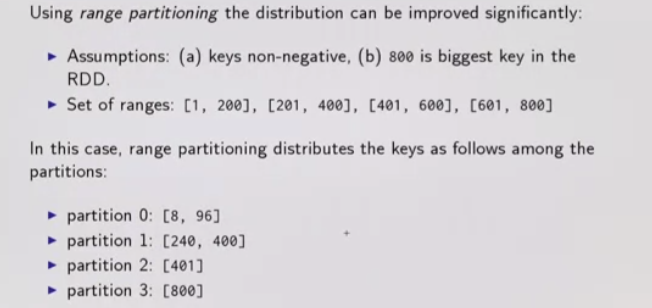 Using range partitioning the distribution can be improved significantly:
▶ Assumptions: (a) keys non-negative, (b) 800 is biggest key in the
RDD.
▶ Set of ranges: [1, 200], [201, 400], [401, 600], [601, 800]
In this case, range partitioning distributes the keys as follows among the
partitions:
▶ partition 0: [8, 96]
▶ partition 1: [240, 400]
▶ partition 2: [401]
▶ partition 3: [800]